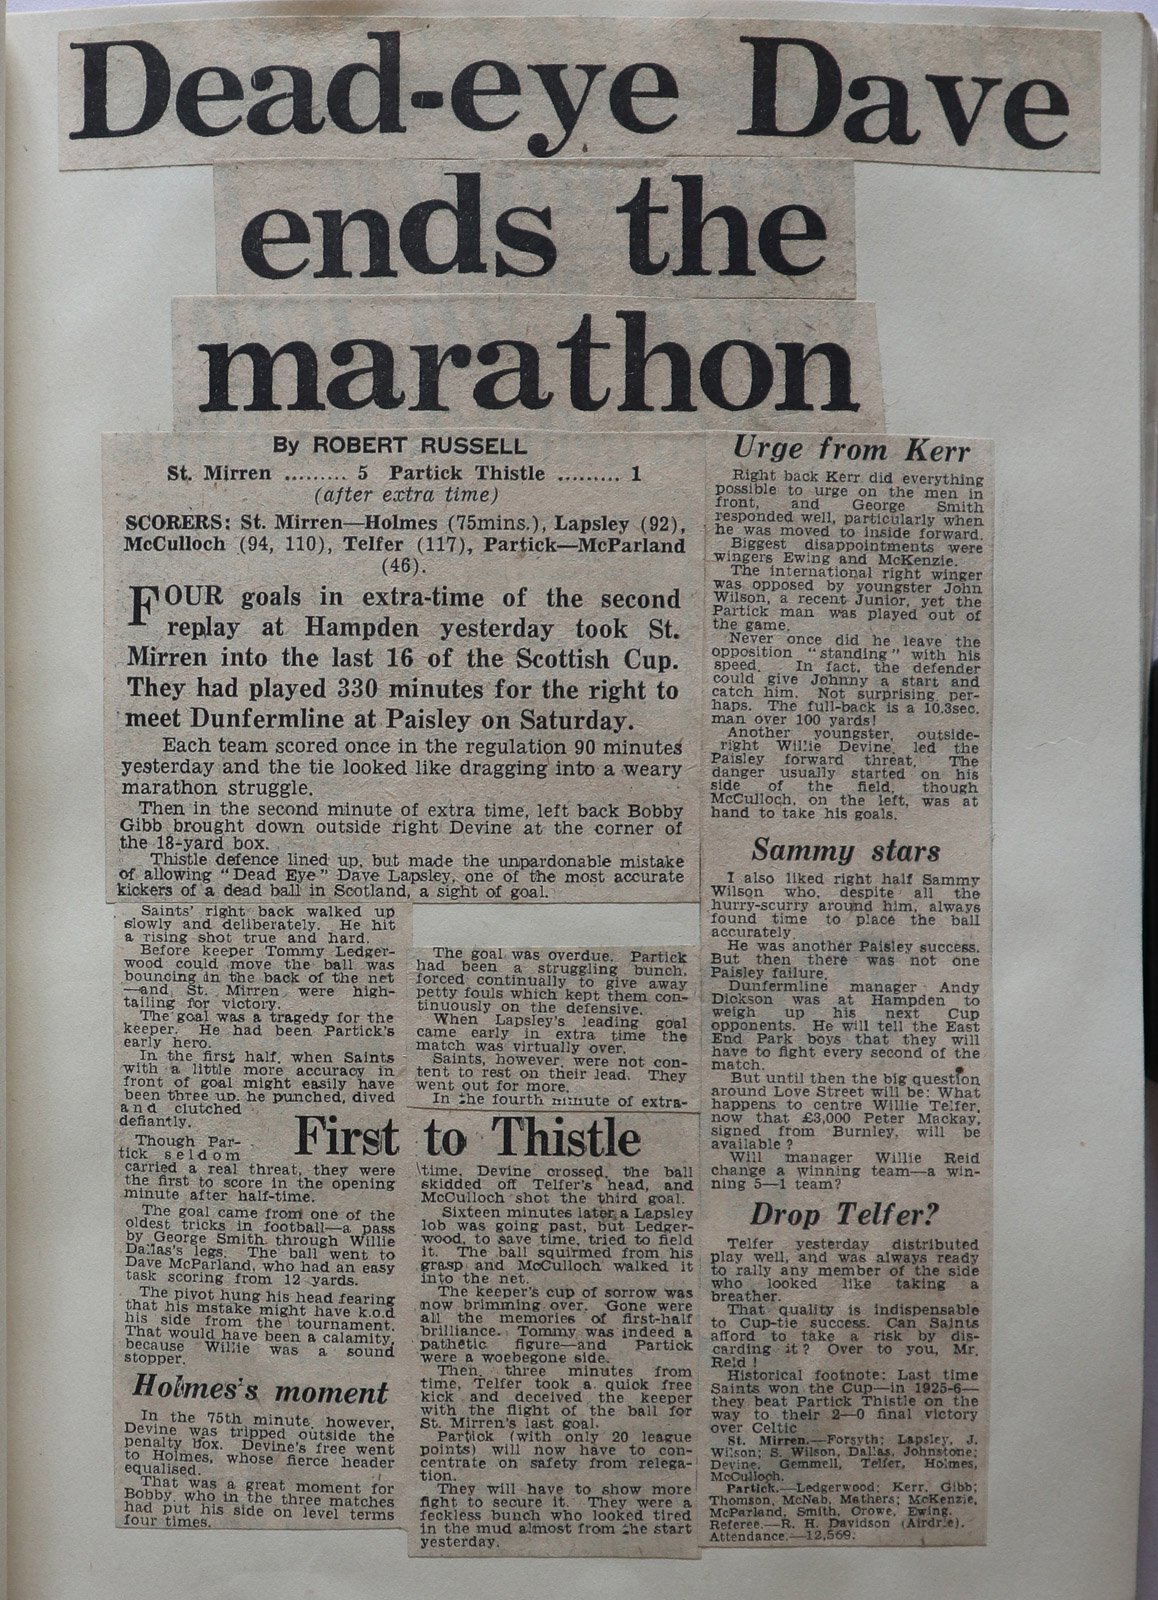 Dead-eye Dave
ends the
marathon
By ROBERT RUSSELL
St. Mirren ......... 5 Partick Thistle ......... 1
(after extra time)
SCORERS: St. Mirren—Holmes (75mins.), Lapsley (92),
McCulloch (94, 110), Telfer (117), Partick—McParland
(46).
FOUR goals in extra-time of the second
replay at Hampden yesterday took St.
Mirren into the last 16 of the Scottish Cup.
They had played 330 minutes for the right to
meet Dunfermline at Paisley on Saturday.
Each team scored once in the regulation 90 minutes
yesterday and the tie looked like dragging into a weary
marathon struggle.
Then in the second minute of extra time, left back Bobby
Gibb brought down outside right Devine at the corner of
the 18-yard box.
Thistle defence lined up, but made the unpardonable mistake
of allowing "Dead Eye" Dave Lapsley, one of the most accurate
kickers of a dead ball in Scotland, a sight of goal.
Saints' right back walked up
slowly and deliberately. He hit
a rising shot true and hard.
Before keeper Tommy Ledger-
wood could move the ball was
bouncing in the back of the net
—and St. Mirren were high-
tailing for victory.
The goal was a tragedy for the
keeper. He had been Partick's
early hero.
In the first half, when Saints
with a little more accuracy in
front of goal might easily have
been three up, he punched, dived
and clutched
defiantly.
First to Thistle
Though Par-
tick seldom
carried a real threat, they were
the first to score in the opening
minute after half-time.
The goal came from one of the
oldest tricks in football—a pass
by George Smith through Willie
Dallas's legs. The ball went to
Dave McParland, who had an easy
task scoring from 12 yards.
The pivot hung his head fearing
that his mstake might have k.o.d
his side from the tournament.
That would have been a calamity,
because Willie was a sound
stopper.
Holmes's moment
In the 75th minute, however,
Devine was tripped outside the
penalty box. Devine's free went
to Holmes, whose fierce header
equalised.
That was a great moment for
Bobby, who in the three matches
had put his side on level terms
four times.
The goal was overdue. Partick
had been a struggling bunch,
forced continually to give away
petty fouls which kept them con-
tinuously on the defensive.
When Lapsley's leading goal
came early in extra time the
match was virtually over.
Saints, however, were not con-
tent to rest on their lead. They
went out for more.
In the fourth minute of extra-
time, Devine crossed, the ball
skidded off Telfer's head, and
McCulloch shot the third goal.
Sixteen minutes later a Lapsley
lob was going past, but Ledger-
wood, to save time, tried to field
it. The ball squirmed from his
grasp and McCulloch walked it
into the net.
The keeper's cup of sorrow was
now brimming over. Gone were
all the memories of first-half
brilliance. Tommy was indeed a
pathetic figure—and Partick
were a woebegone side.
Then, three minutes from
time, Telfer took a quick free
kick and deceived the keeper
with the flight of the ball for
St. Mirren's last goal.
Partick (with only 20 league
points) will now have to con-
centrate on safety from relega-
tion.
They will have to show more
fight to secure it. They were a
feckless bunch who looked tired
in the mud almost from the start
yesterday.
Urge from Kerr
Right back Kerr did everything
possible to urge on the men in
front, and George Smith
responded well, particularly when
he was moved to inside forward.
Biggest disappointments were
wingers Ewing and McKenzie.
The international right winger
was opposed by youngster John
Wilson, a recent Junior, yet the
Partick man was played out of
the game.
Never once did he leave the
opposition "standing" with his
speed. In fact, the defender
could give Johnny a start and
catch him. Not surprising per-
haps. The full-back is a 10.3sec.
man over 100 yards!
Another youngster, outside-
right Willie Devine, led the
Paisley forward threat. The
danger usually started on his
side of the field, though
McCulloch, on the left, was at
hand to take his goals.
Sammy stars
I also liked right half Sammy
Wilson who, despite all the
hurry-scurry around him, always
found time to place the ball
accurately.
He was another Paisley success.
But then there was not one
Paisley failure.
Dunfermline manager Andy
Dickson was at Hampden to
weigh up his next Cup
opponents. He will tell the East
End Park boys that they will
have to fight every second of the
match.
But until then the big question
around Love Street will be: What
happens to centre Willie Telfer,
now that £3,000 Peter Mackay,
signed from Burnley, will be
available?
Will manager Willie Reid
change a winning team—a win-
ning 5—1 team?
Drop Telfer?
Telfer yesterday distributed
play well, and was always ready
to rally any member of the side
who looked like taking a
breather.
That quality is indispensable
to Cup-tie success. Can Saints
afford to take a risk by dis-
carding it? Over to you, Mr.
Reid!
Historical footnote: Last time
Saints won the Cup—in 1925-6—
they beat Partick Thistle on the
way to their 2—0 final victory
over Celtic
St. Mirren.—Forsyth; Lapsley, J.
Wilson; S. Wilson, Dallas, Johnstone;
Devine, Gemmell, Telfer, Holmes,
McCulloch.
Partick.—Ledgerwood; Kerr, Gibb;
Thomson, McNab, Mathers; McKenzie,
McParland, Smith, Crowe, Ewing.
Referee.—R. H. Davidson (Airdrie).
Attendance.—12,569.